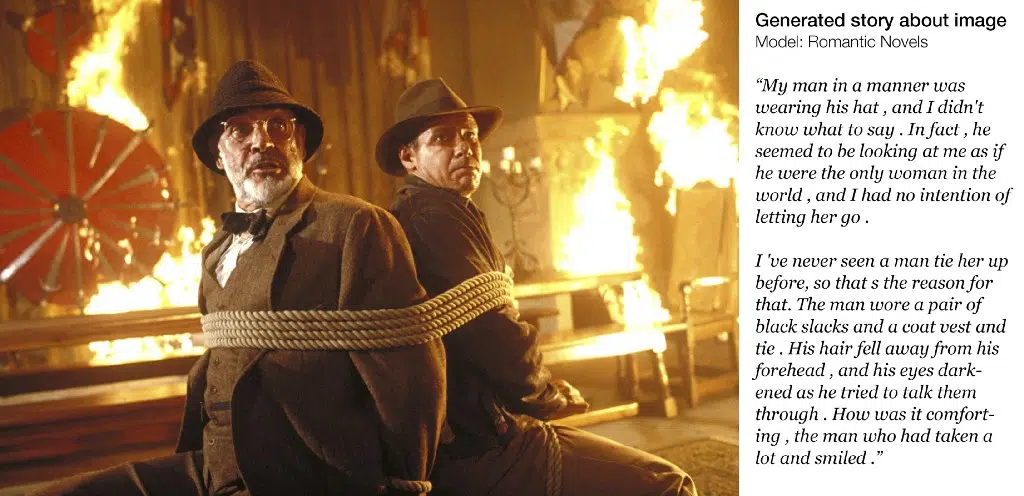 Generated story about image
Model: Romantic Novels
“My man in a manner was
wearing his hat , and I didn't
know what to say . In fact , he
seemed to be looking at me as if
he were the only woman in the
world , and I had no intention of
letting her go .
I 've never seen a man tie her up
before, so that s the reason for
that. The man wore a pair of
black slacks and a coat vest and
tie . His hair fell away from his
forehead , and his eyes dark-
ened as he tried to talk them
through . How was it comfort-
ing , the man who had taken a
lot and smiled .”